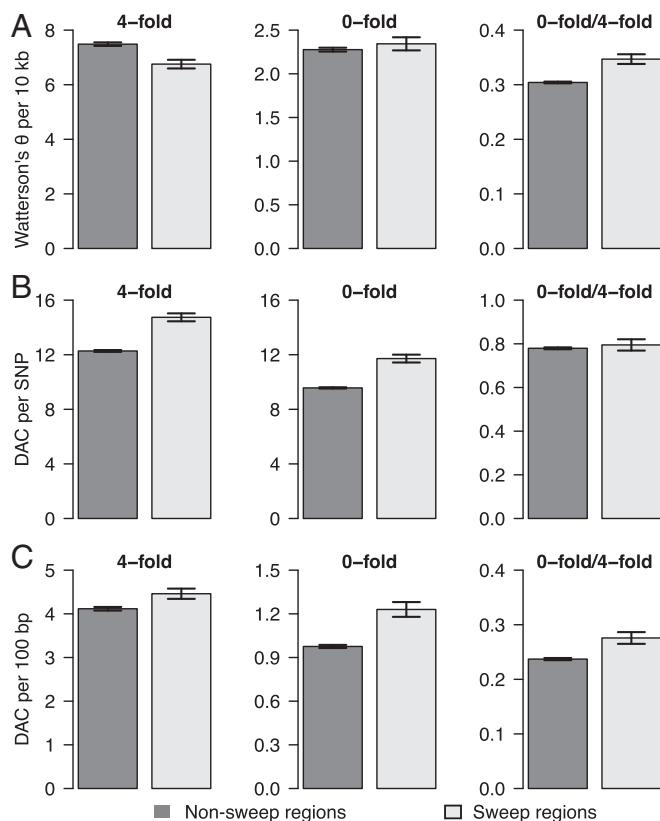 A
4−fold
0−fold
0−fold/4−fold
Watterson's θ per 10 kb
8
6
4
2
0
2.5
2.0
1.5
1.0
0.5
0.0
0.4
0.3
0.2
0.1
0.0
B
4−fold
0−fold
0−fold/4−fold
DAC per SNP
16
12
8
4
0
16
12
8
4
0
1.0
0.8
0.6
0.4
0.2
0.0
C
4−fold
0−fold
0−fold/4−fold
DAC per 100 bp
5
4
3
2
1
0
1.5
1.2
0.9
0.6
0.3
0.0
0.4
0.3
0.2
0.1
0.0
Non-sweep regions
Sweep regions